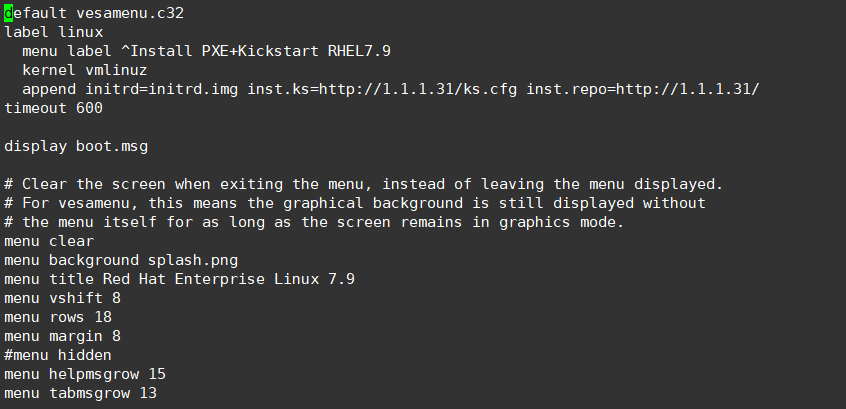 default vesamenu.c32
label linux
  menu label ^Install PXE+Kickstart RHEL7.9
  kernel vmlinuz
  append initrd=initrd.img inst.ks=http://1.1.1.31/ks.cfg inst.repo=http://1.1.1.31/
timeout 600

display boot.msg

# Clear the screen when exiting the menu, instead of leaving the menu displayed.
# For vesamenu, this means the graphical background is still displayed without
# the menu itself for as long as the screen remains in graphics mode.
menu clear
menu background splash.png
menu title Red Hat Enterprise Linux 7.9
menu vshift 8
menu rows 18
menu margin 8
#menu hidden
menu helpmsgrow 15
menu tabmsgrow 13